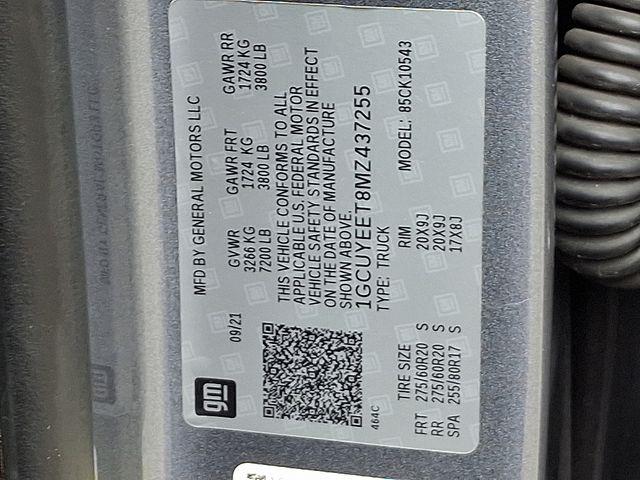 gm
MFD BY GENERAL MOTORS LLC
09/21
GVWR GAWR FRT GAWR RR
3266 KG 1724 KG 1724 KG
7200 LB 3800 LB 3800 LB
THIS VEHICLE CONFORMS TO ALL
APPLICABLE U.S. FEDERAL MOTOR
VEHICLE SAFETY STANDARDS IN EFFECT
ON THE DATE OF MANUFACTURE
SHOWN ABOVE.
1GCUYEET8MZ437255
464C
TYPE: TRUCK MODEL: 85CK10543
TIRE SIZE RIM
FRT 275/60R20 S 20X9J
RR 275/60R20 S 20X9J
SPA 255/80R17 S 17X8J